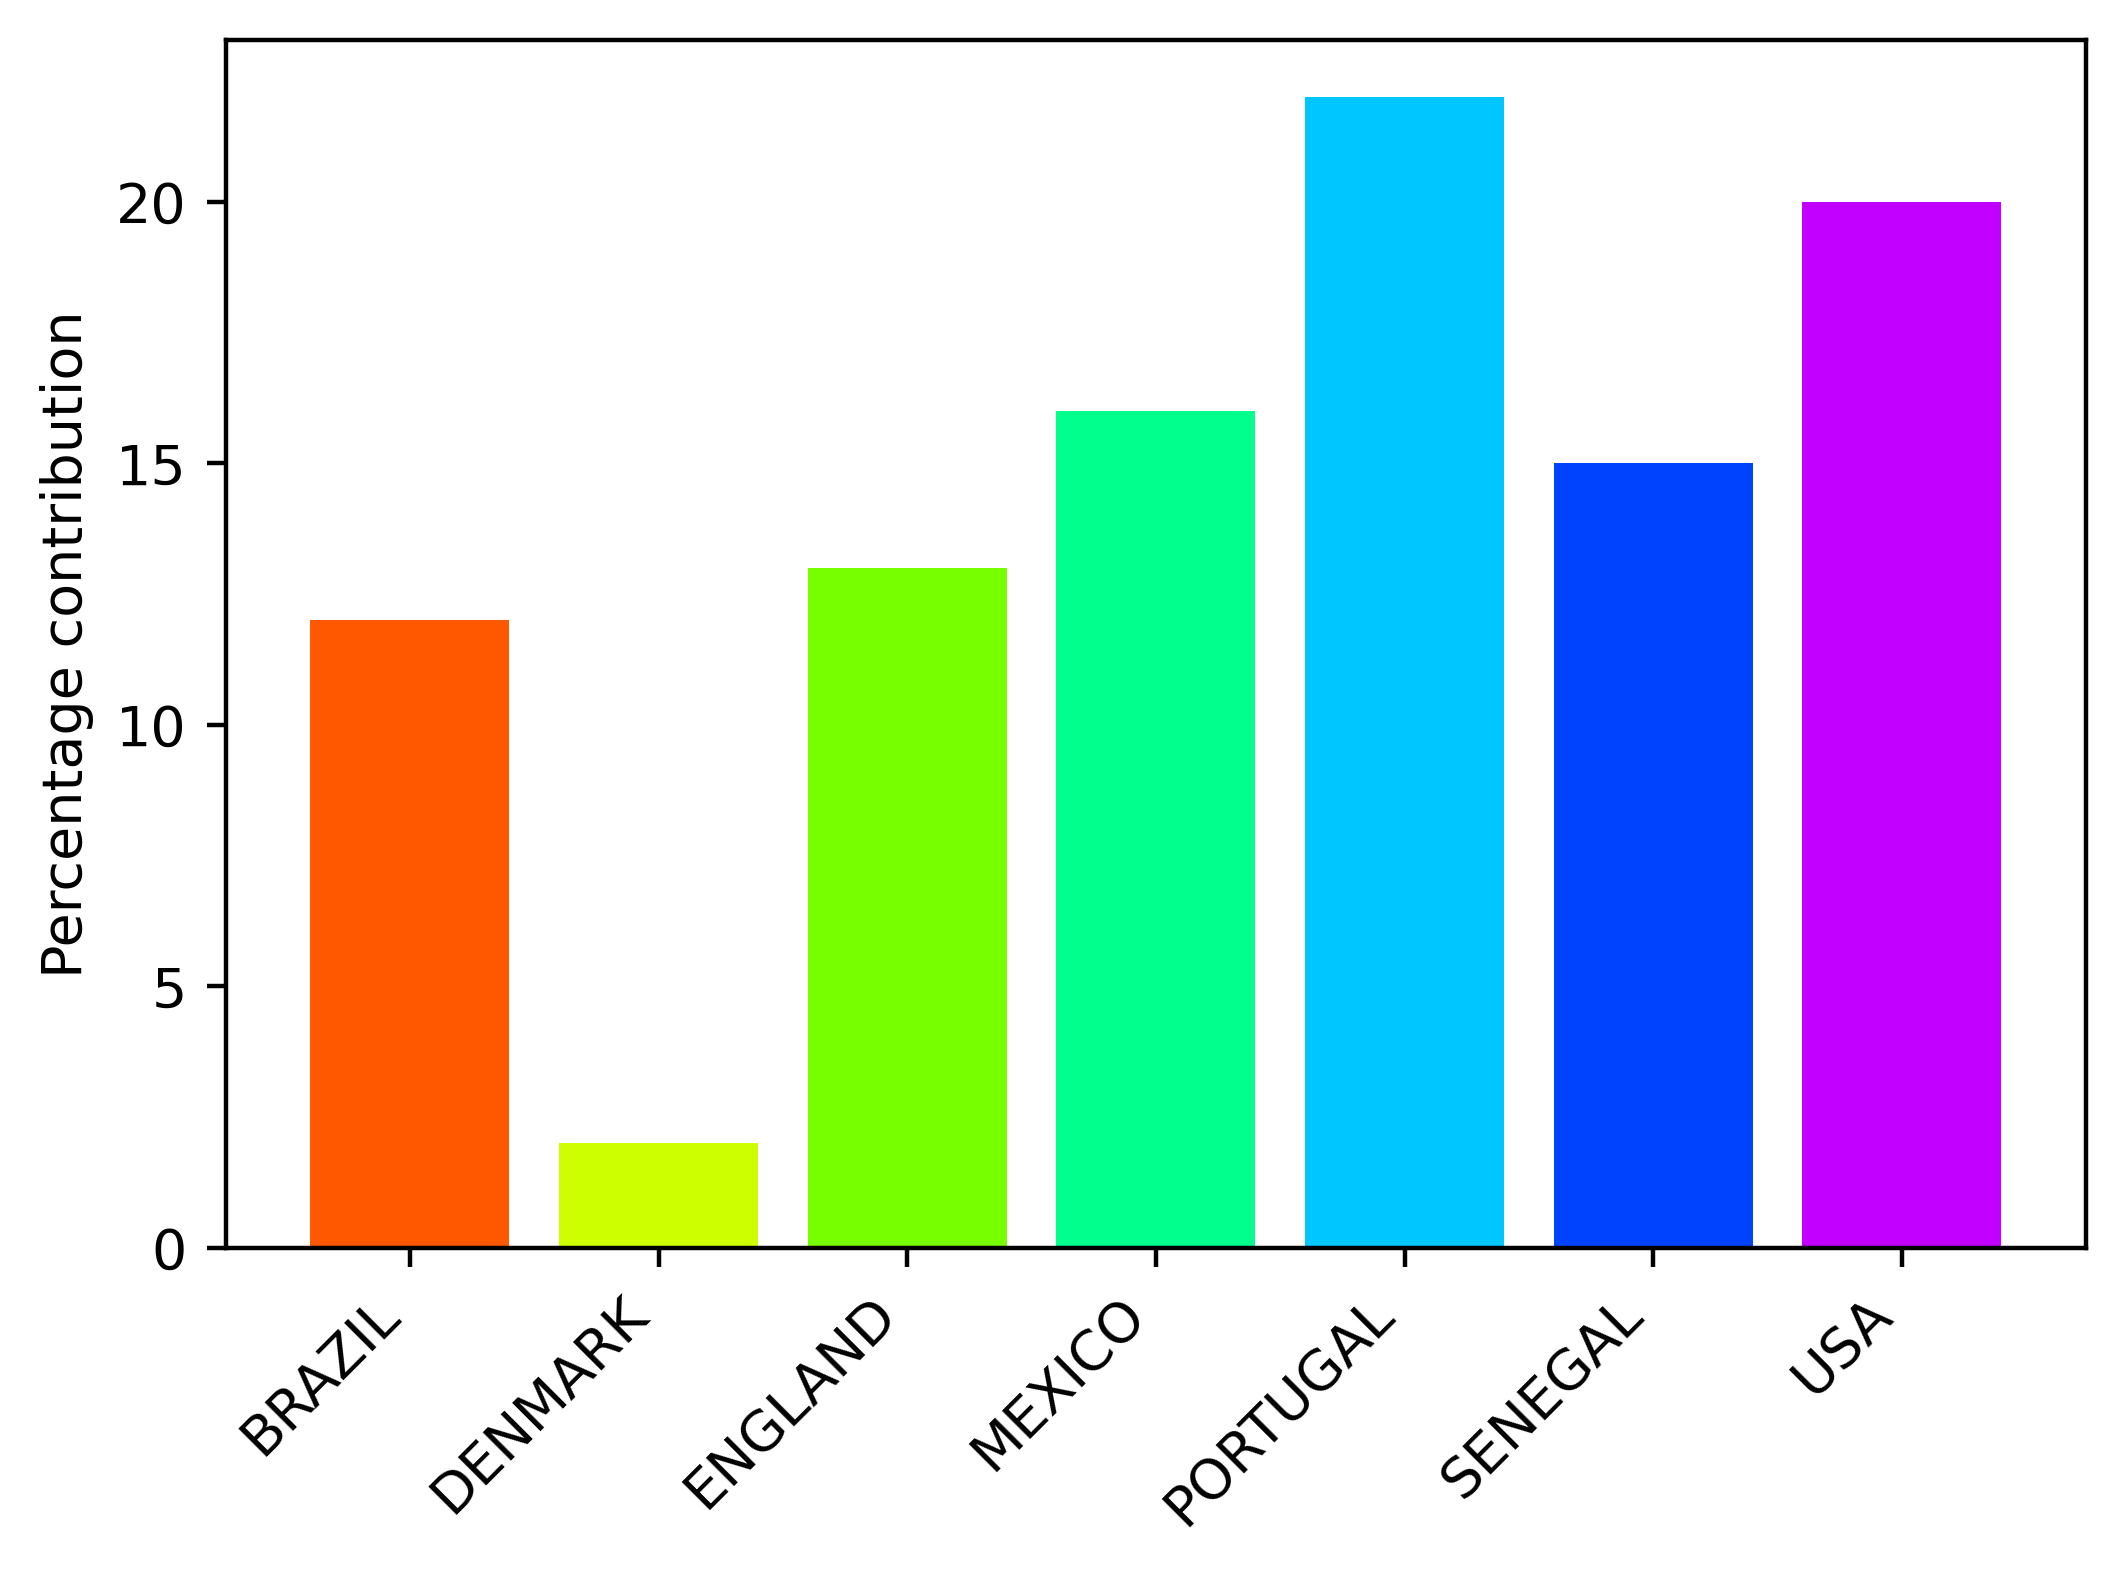 Percentage contribution
20
15
10
5
0
BRAZIL
DENMARK
ENGLAND
MEXICO
PORTUGAL
SENEGAL
USA